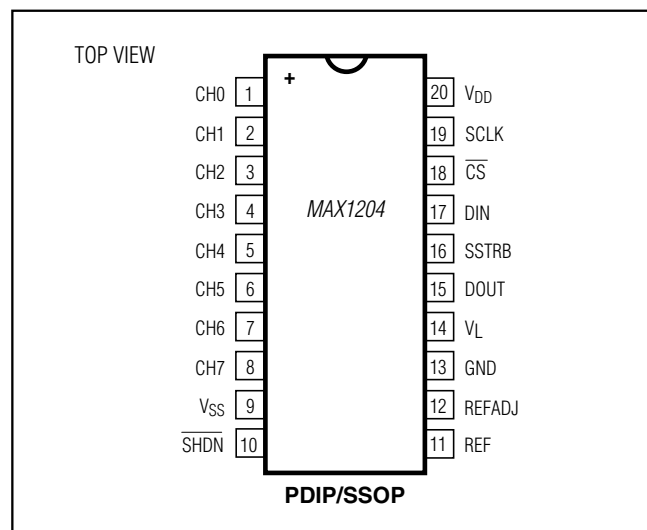 TOP VIEW
+
MAX1204
CH0 1
CH1 2
CH2 3
CH3 4
CH4 5
CH5 6
CH6 7
CH7 8
VSS 9
SHDN 10
20 VDD
19 SCLK
18 CS
17 DIN
16 SSTRB
15 DOUT
14 VL
13 GND
12 REFADJ
11 REF
PDIP/SSOP